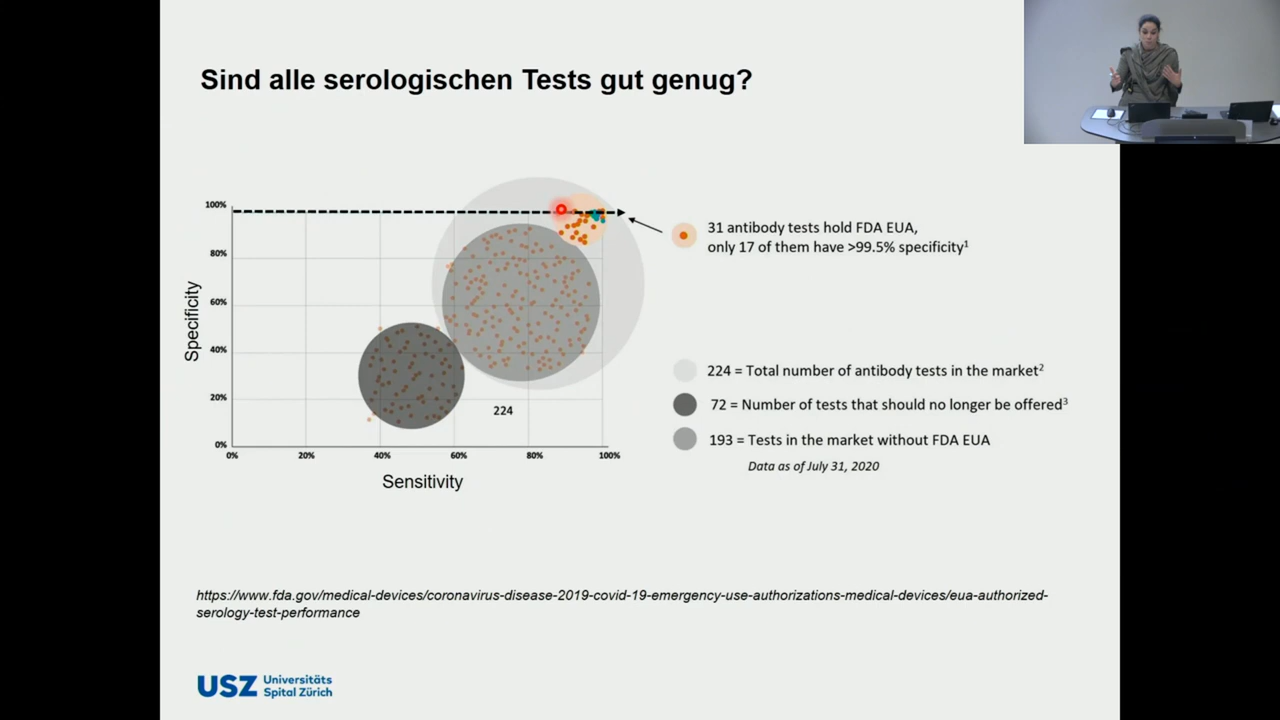 Sind alle serologischen Tests gut genug?
100%
80%
60%
40%
20%
0%
Specificity
0%
20%
40%
60%
80%
100%
Sensitivity
224
31 antibody tests hold FDA EUA,
only 17 of them have >99.5% specificity¹
224 = Total number of antibody tests in the market²
72 = Number of tests that should no longer be offered³
193 = Tests in the market without FDA EUA
Data as of July 31, 2020
https://www.fda.gov/medical-devices/coronavirus-disease-2019-covid-19-emergency-use-authorizations-medical-devices/eua-authorized-
serology-test-performance
USZ Universitäts
Spital Zürich